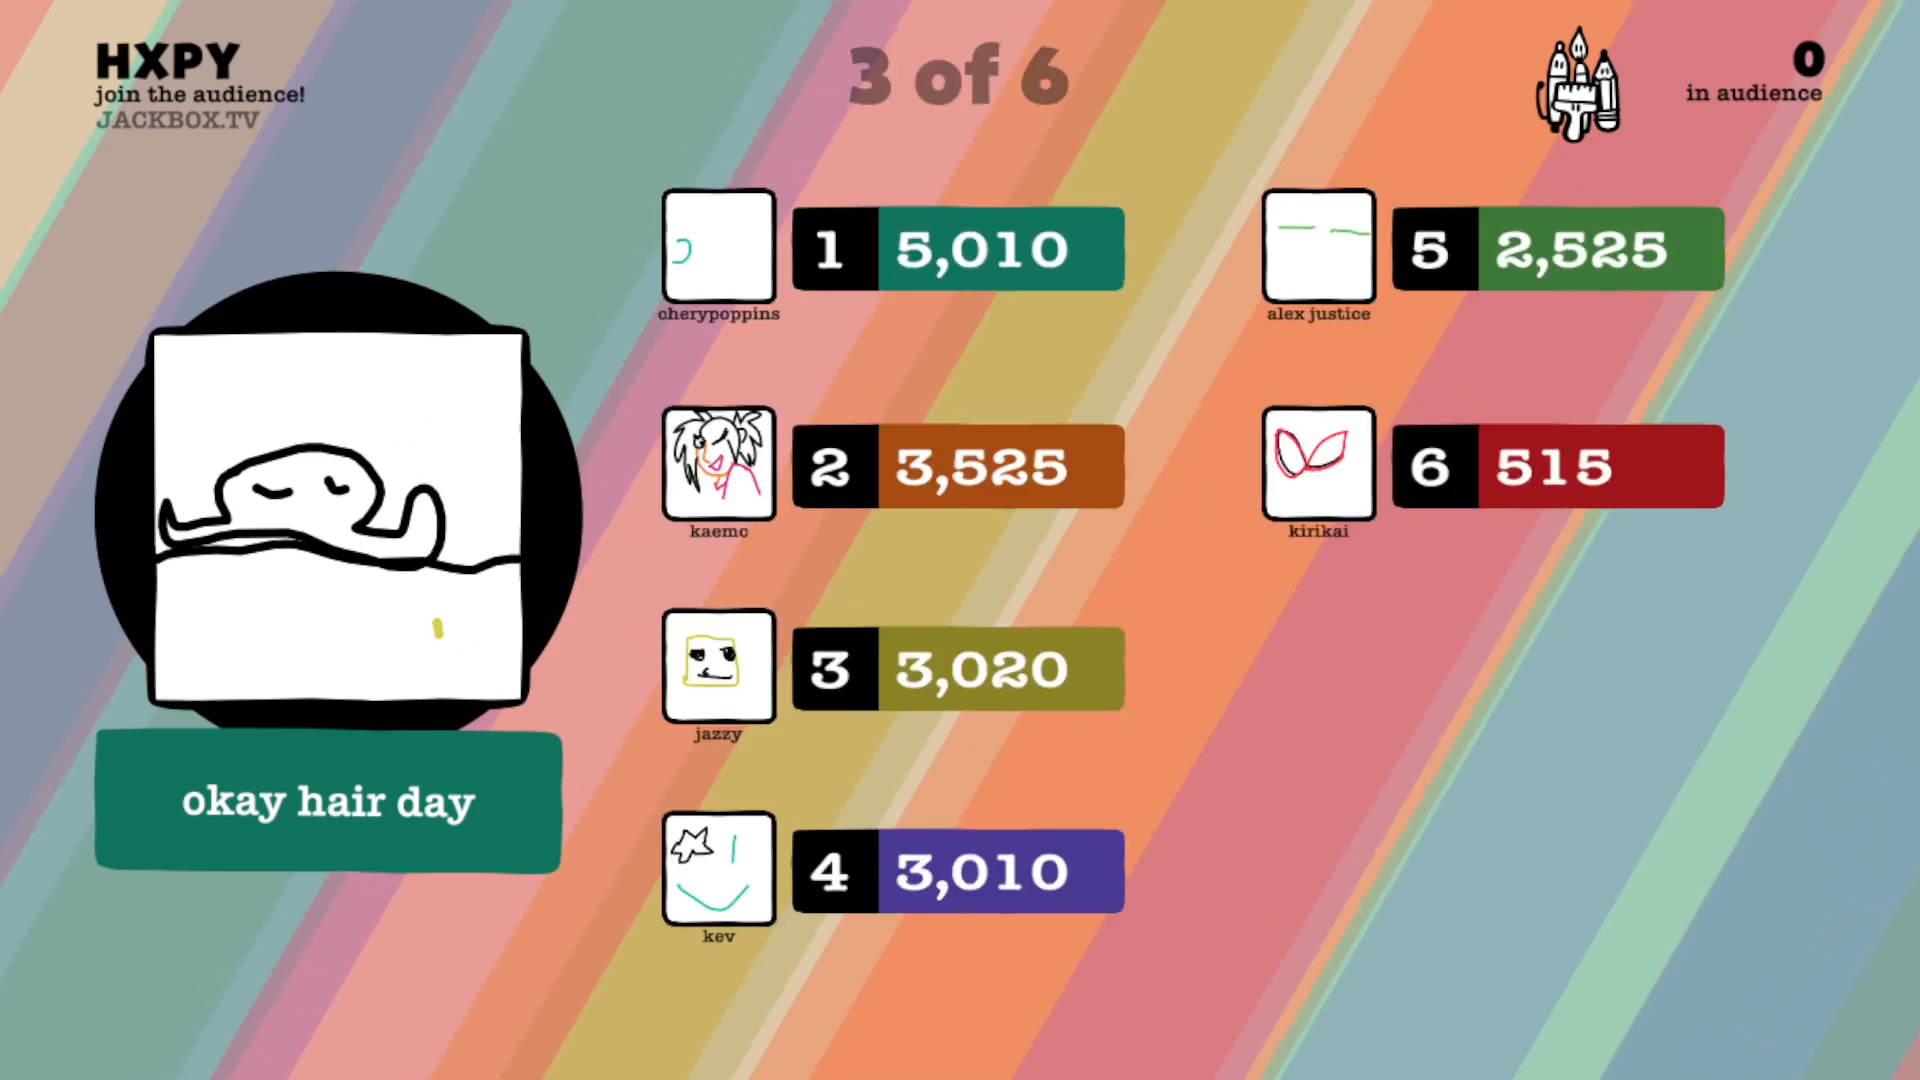 HXPY
join the audience!
JACKBOX.TV
3 of 6
0
in audience
okay hair day
1 5,010
cherypoppins
2 3,525
kaemc
3 3,020
jazzy
4 3,010
kev
5 2,525
alex justice
6 515
kirikai